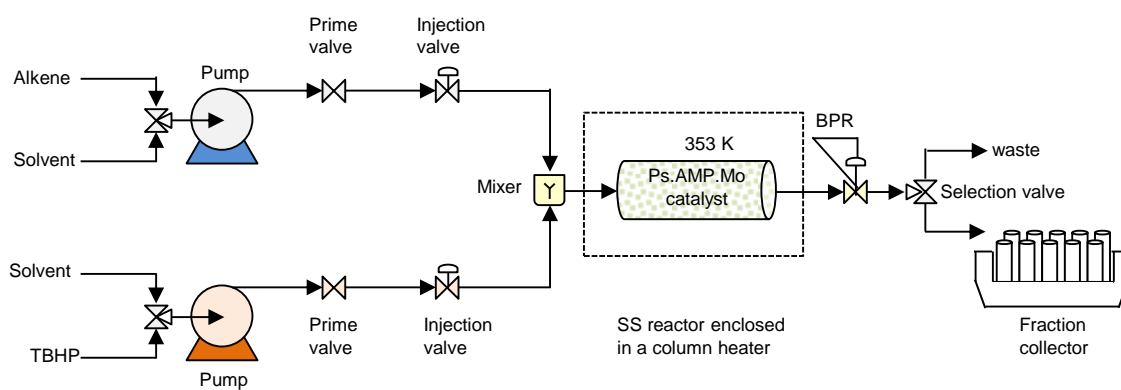 Prime
valve
Injection
valve
Alkene
Pump
Solvent
BPR
353 K
waste
Ps.AMP.Mo
catalyst
Mixer
Y
Selection valve
Solvent
TBHP
Prime
valve
Injection
valve
SS reactor enclosed
in a column heater
Fraction
collector
Pump